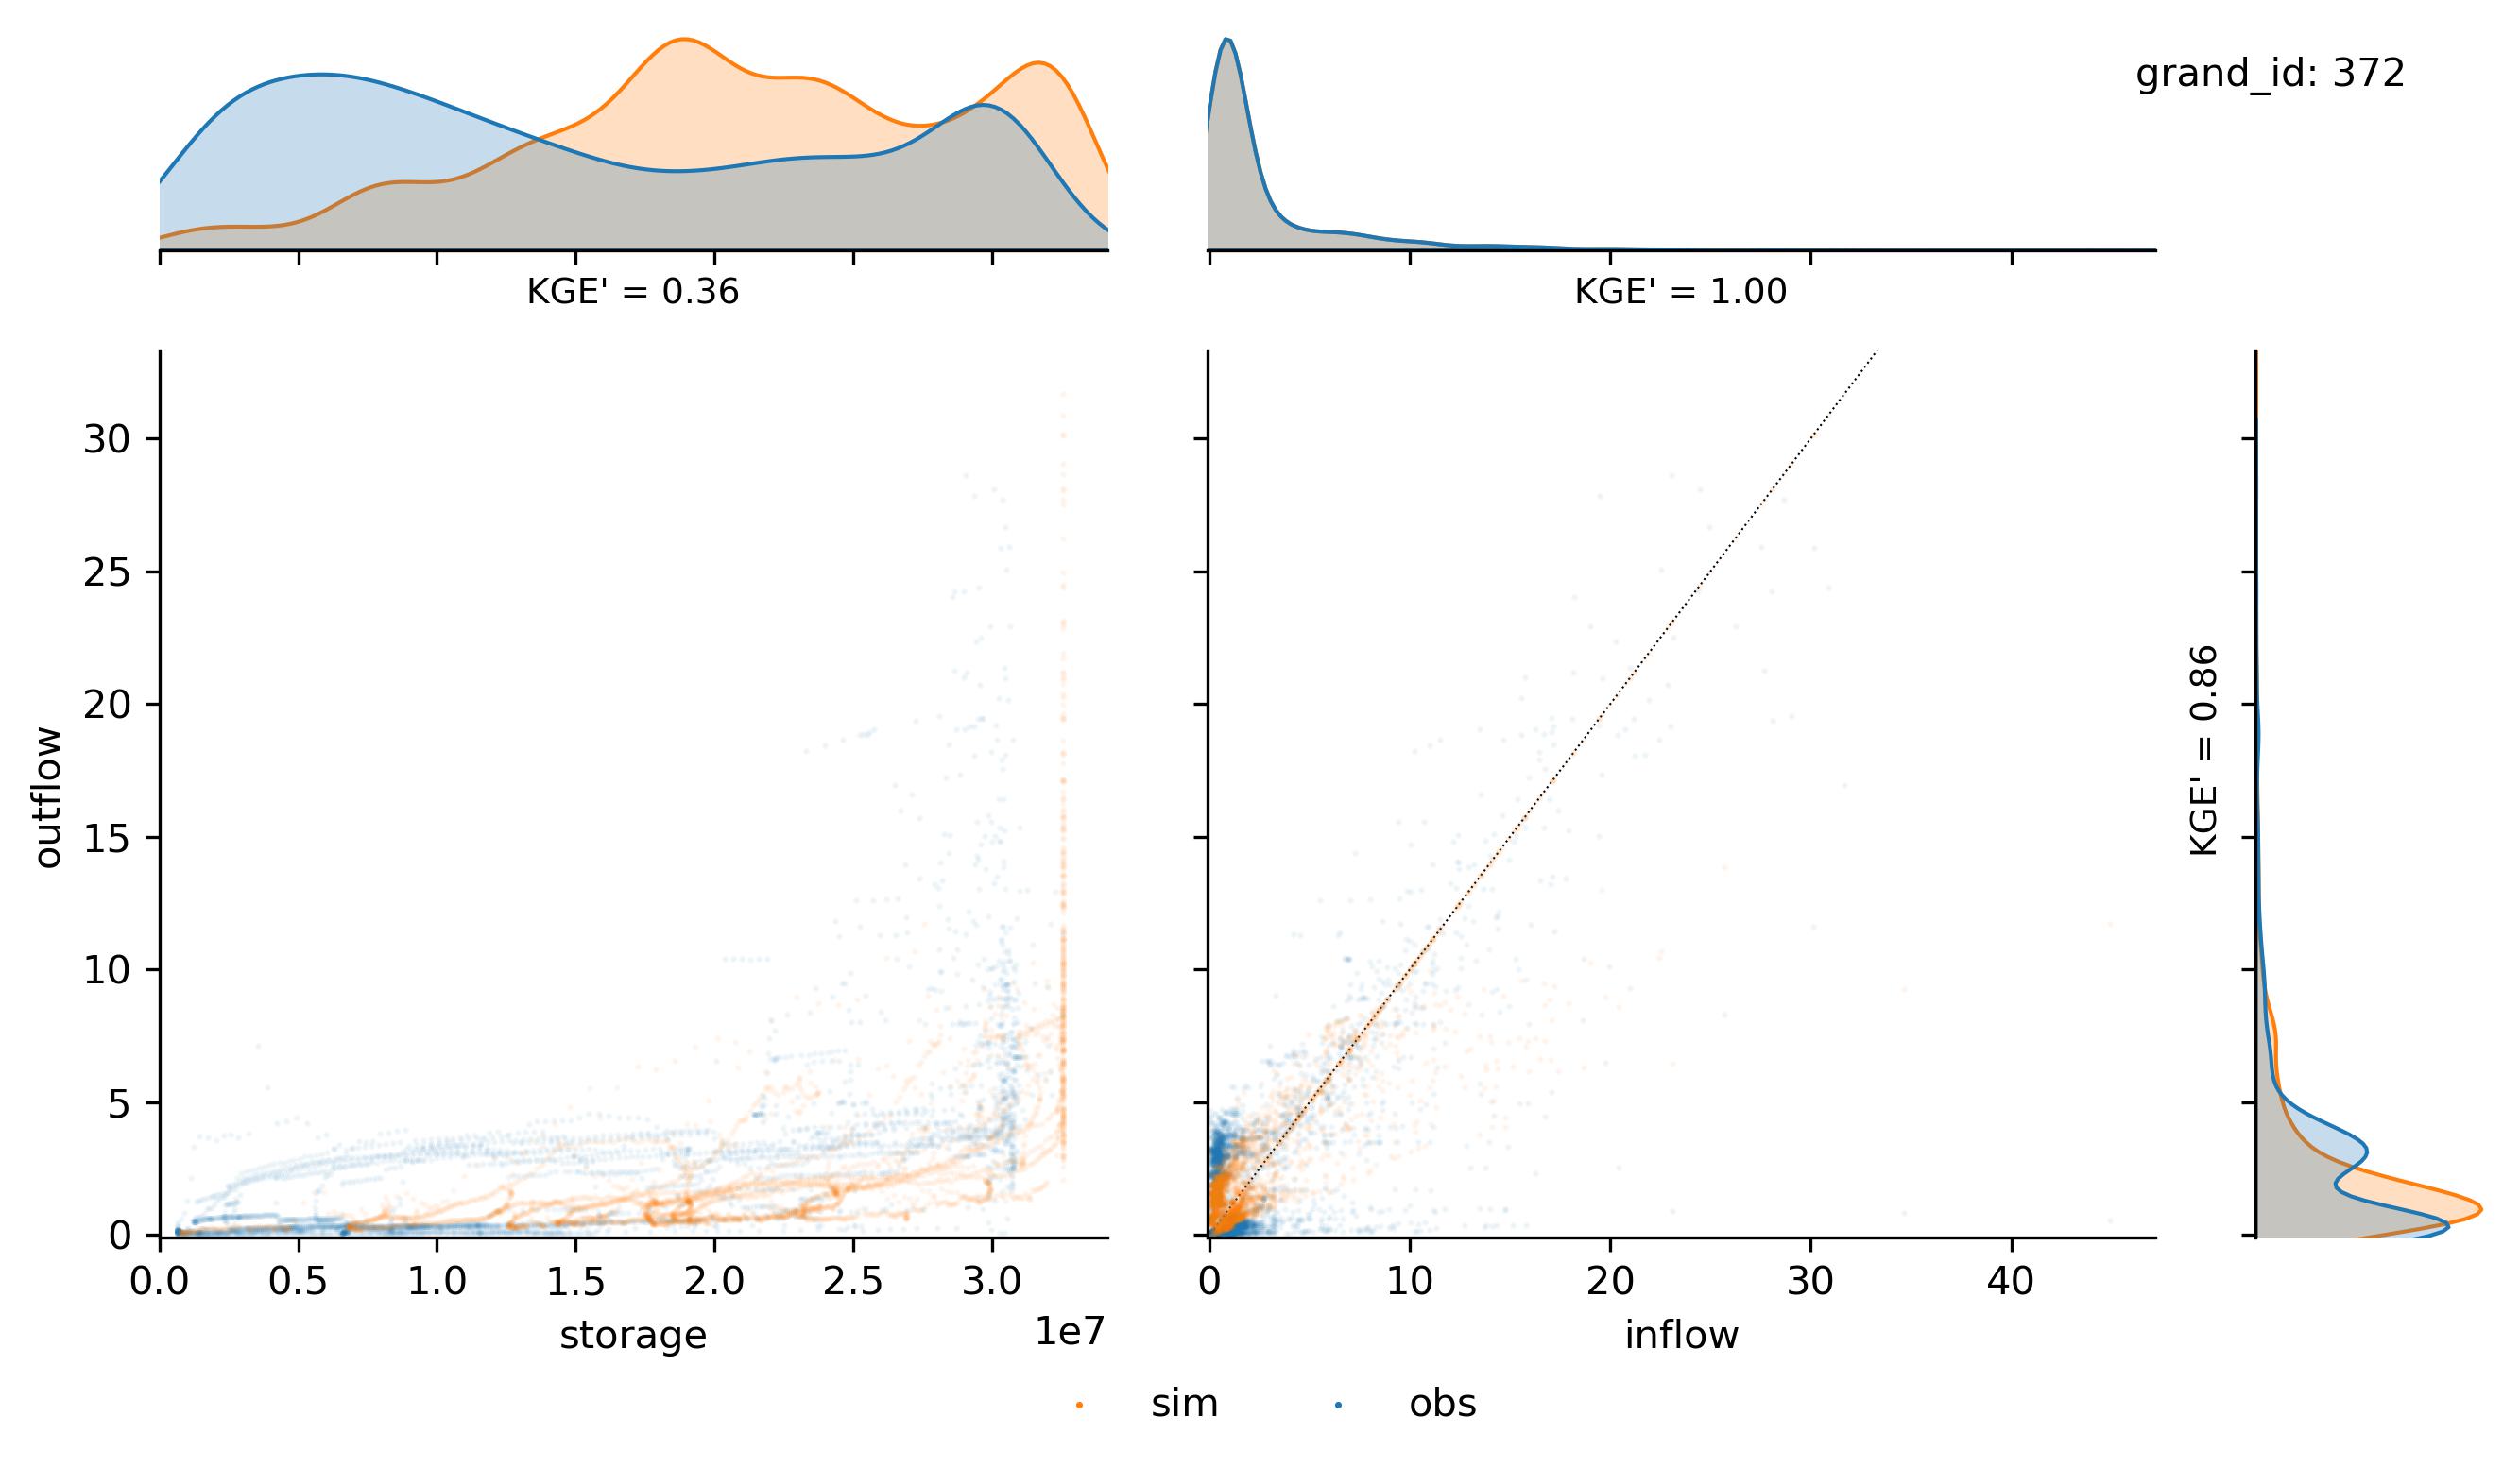 grand_id: 372
KGE' = 0.36
KGE' = 1.00
30
25
20
15
10
5
0
outflow
KGE' = 0.86
0.0 0.5 1.0 1.5 2.0 2.5 3.0
0 10 20 30 40
storage
1e7
inflow
sim obs